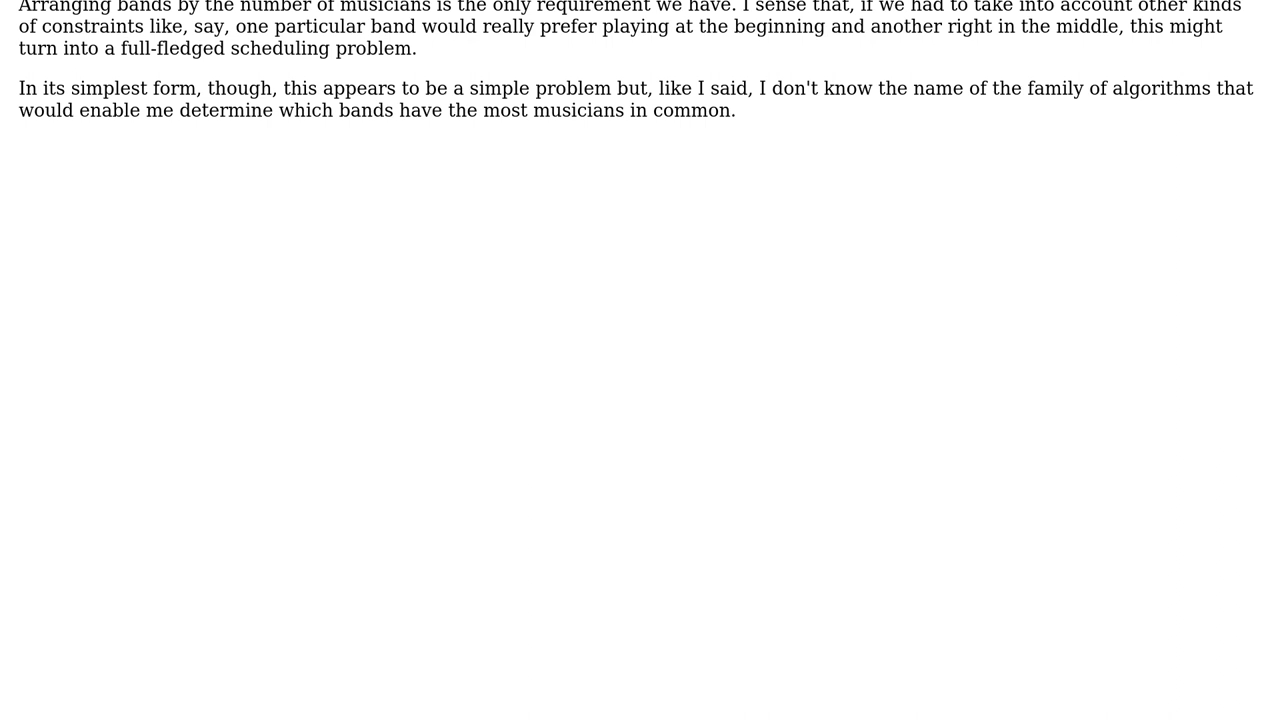 Arranging bands by the number of musicians is the only requirement we have. I sense that, if we had to take into account other kinds
of constraints like, say, one particular band would really prefer playing at the beginning and another right in the middle, this might
turn into a full-fledged scheduling problem.
In its simplest form, though, this appears to be a simple problem but, like I said, I don't know the name of the family of algorithms that
would enable me determine which bands have the most musicians in common.